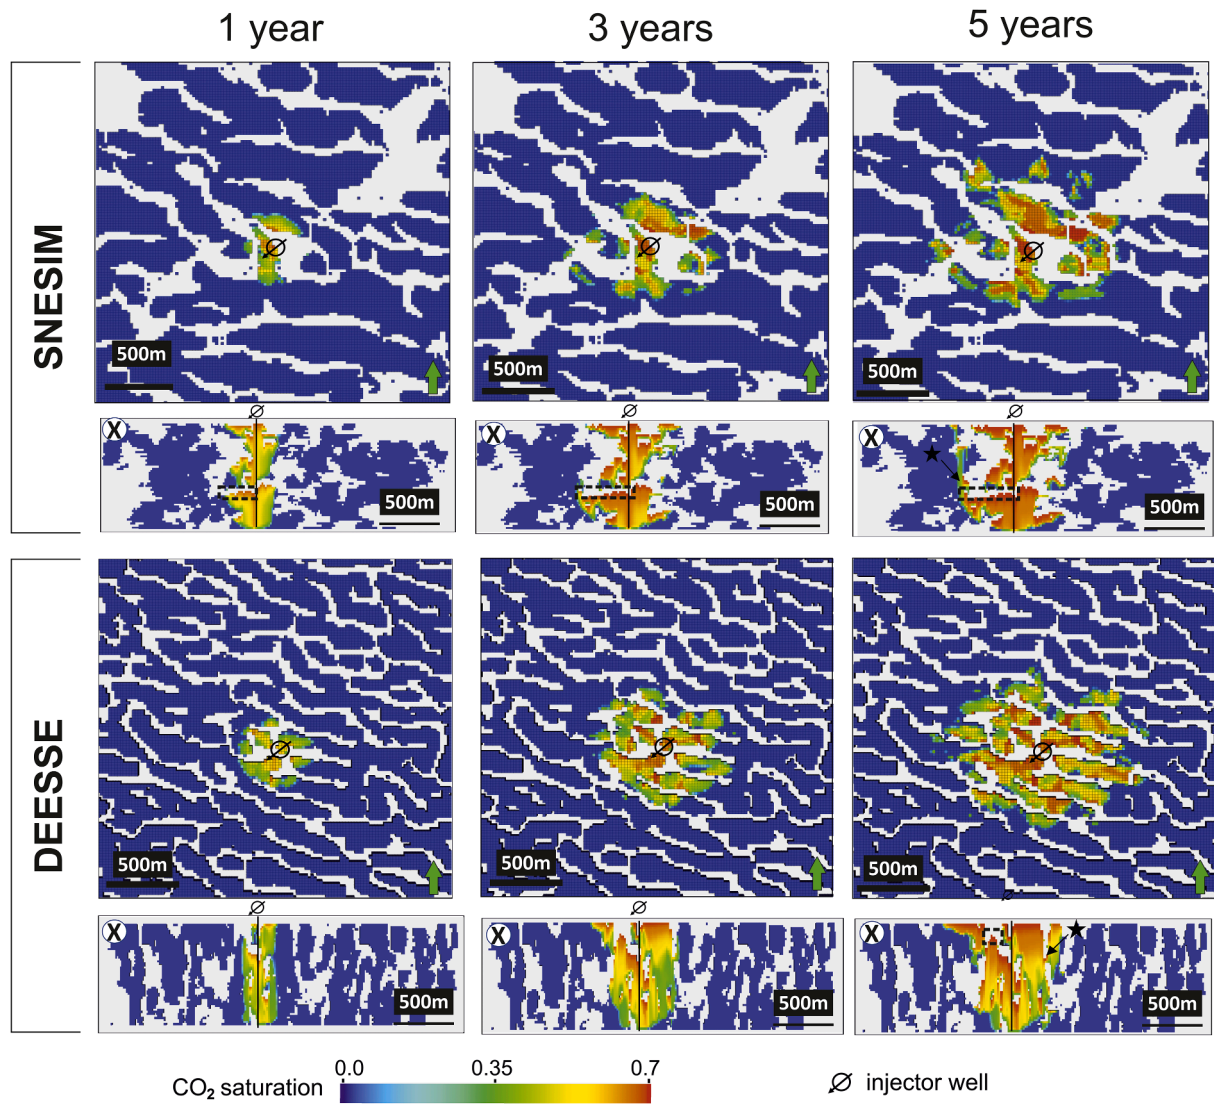 1 year 3 years 5 years
SNESIM
500m 500m 500m
X X X
500m 500m 500m
DEESSE
500m 500m 500m
X X X
500m 500m 500m
CO₂ saturation 0.0 0.35 0.7 injector well